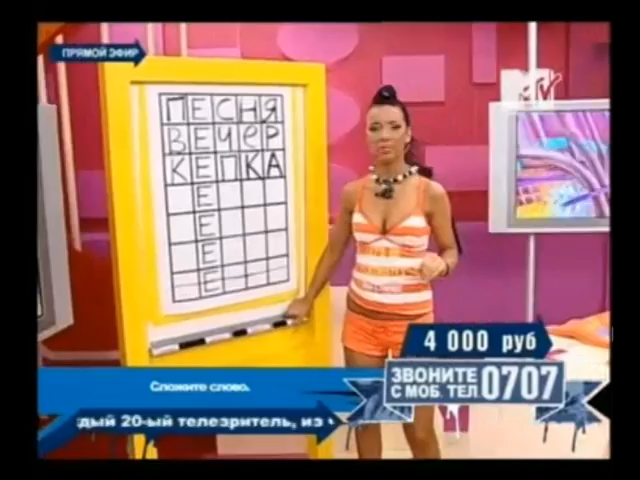 ПРЯМОЙ ЭФИР
MTV
ПЕСНЯ
ВЕЧЕР
КЕПКА
Е
Е
Е
Е
4 000 руб
ЗВОНИТЕ
С МОБ. ТЕЛ. 0707
Сложите слово.
дый 20-ый телезритель, из ч